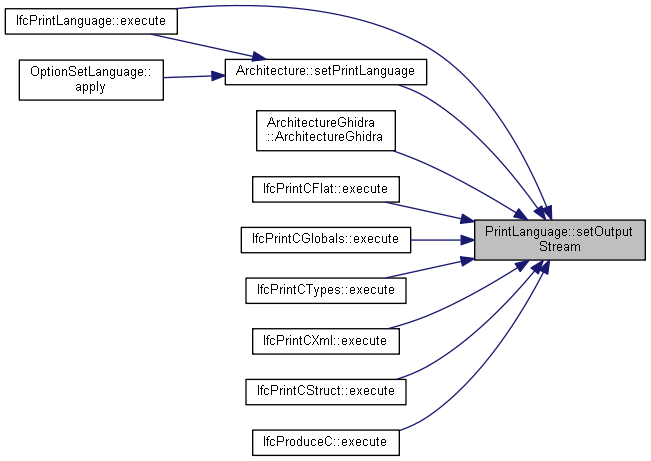 IfcPrintLanguage::execute
OptionSetLanguage::
apply
Architecture::setPrintLanguage
ArchitectureGhidra
::ArchitectureGhidra
IfcPrintCFlat::execute
IfcPrintCGlobals::execute
IfcPrintCTypes::execute
IfcPrintCXml::execute
IfcPrintCStruct::execute
IfcProduceC::execute
PrintLanguage::setOutput
Stream